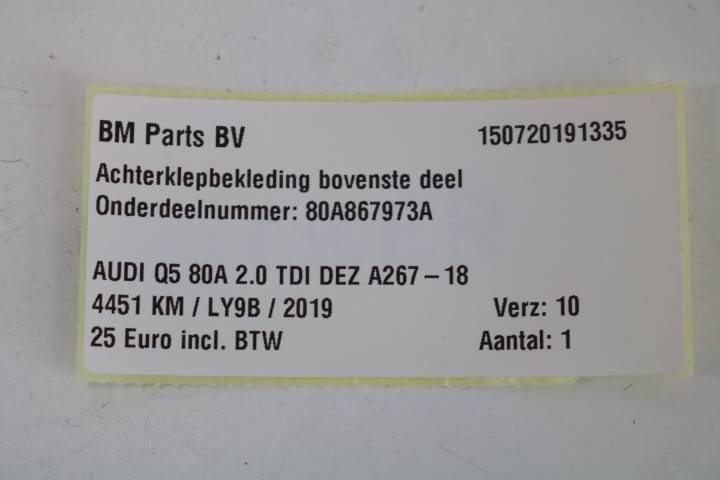 BM Parts BV 150720191335
Achterklepbekleding bovenste deel
Onderdeelnummer: 80A867973A
AUDI Q5 80A 2.0 TDI DEZ A267-18
4451 KM / LY9B / 2019 Verz: 10
25 Euro incl. BTW Aantal: 1